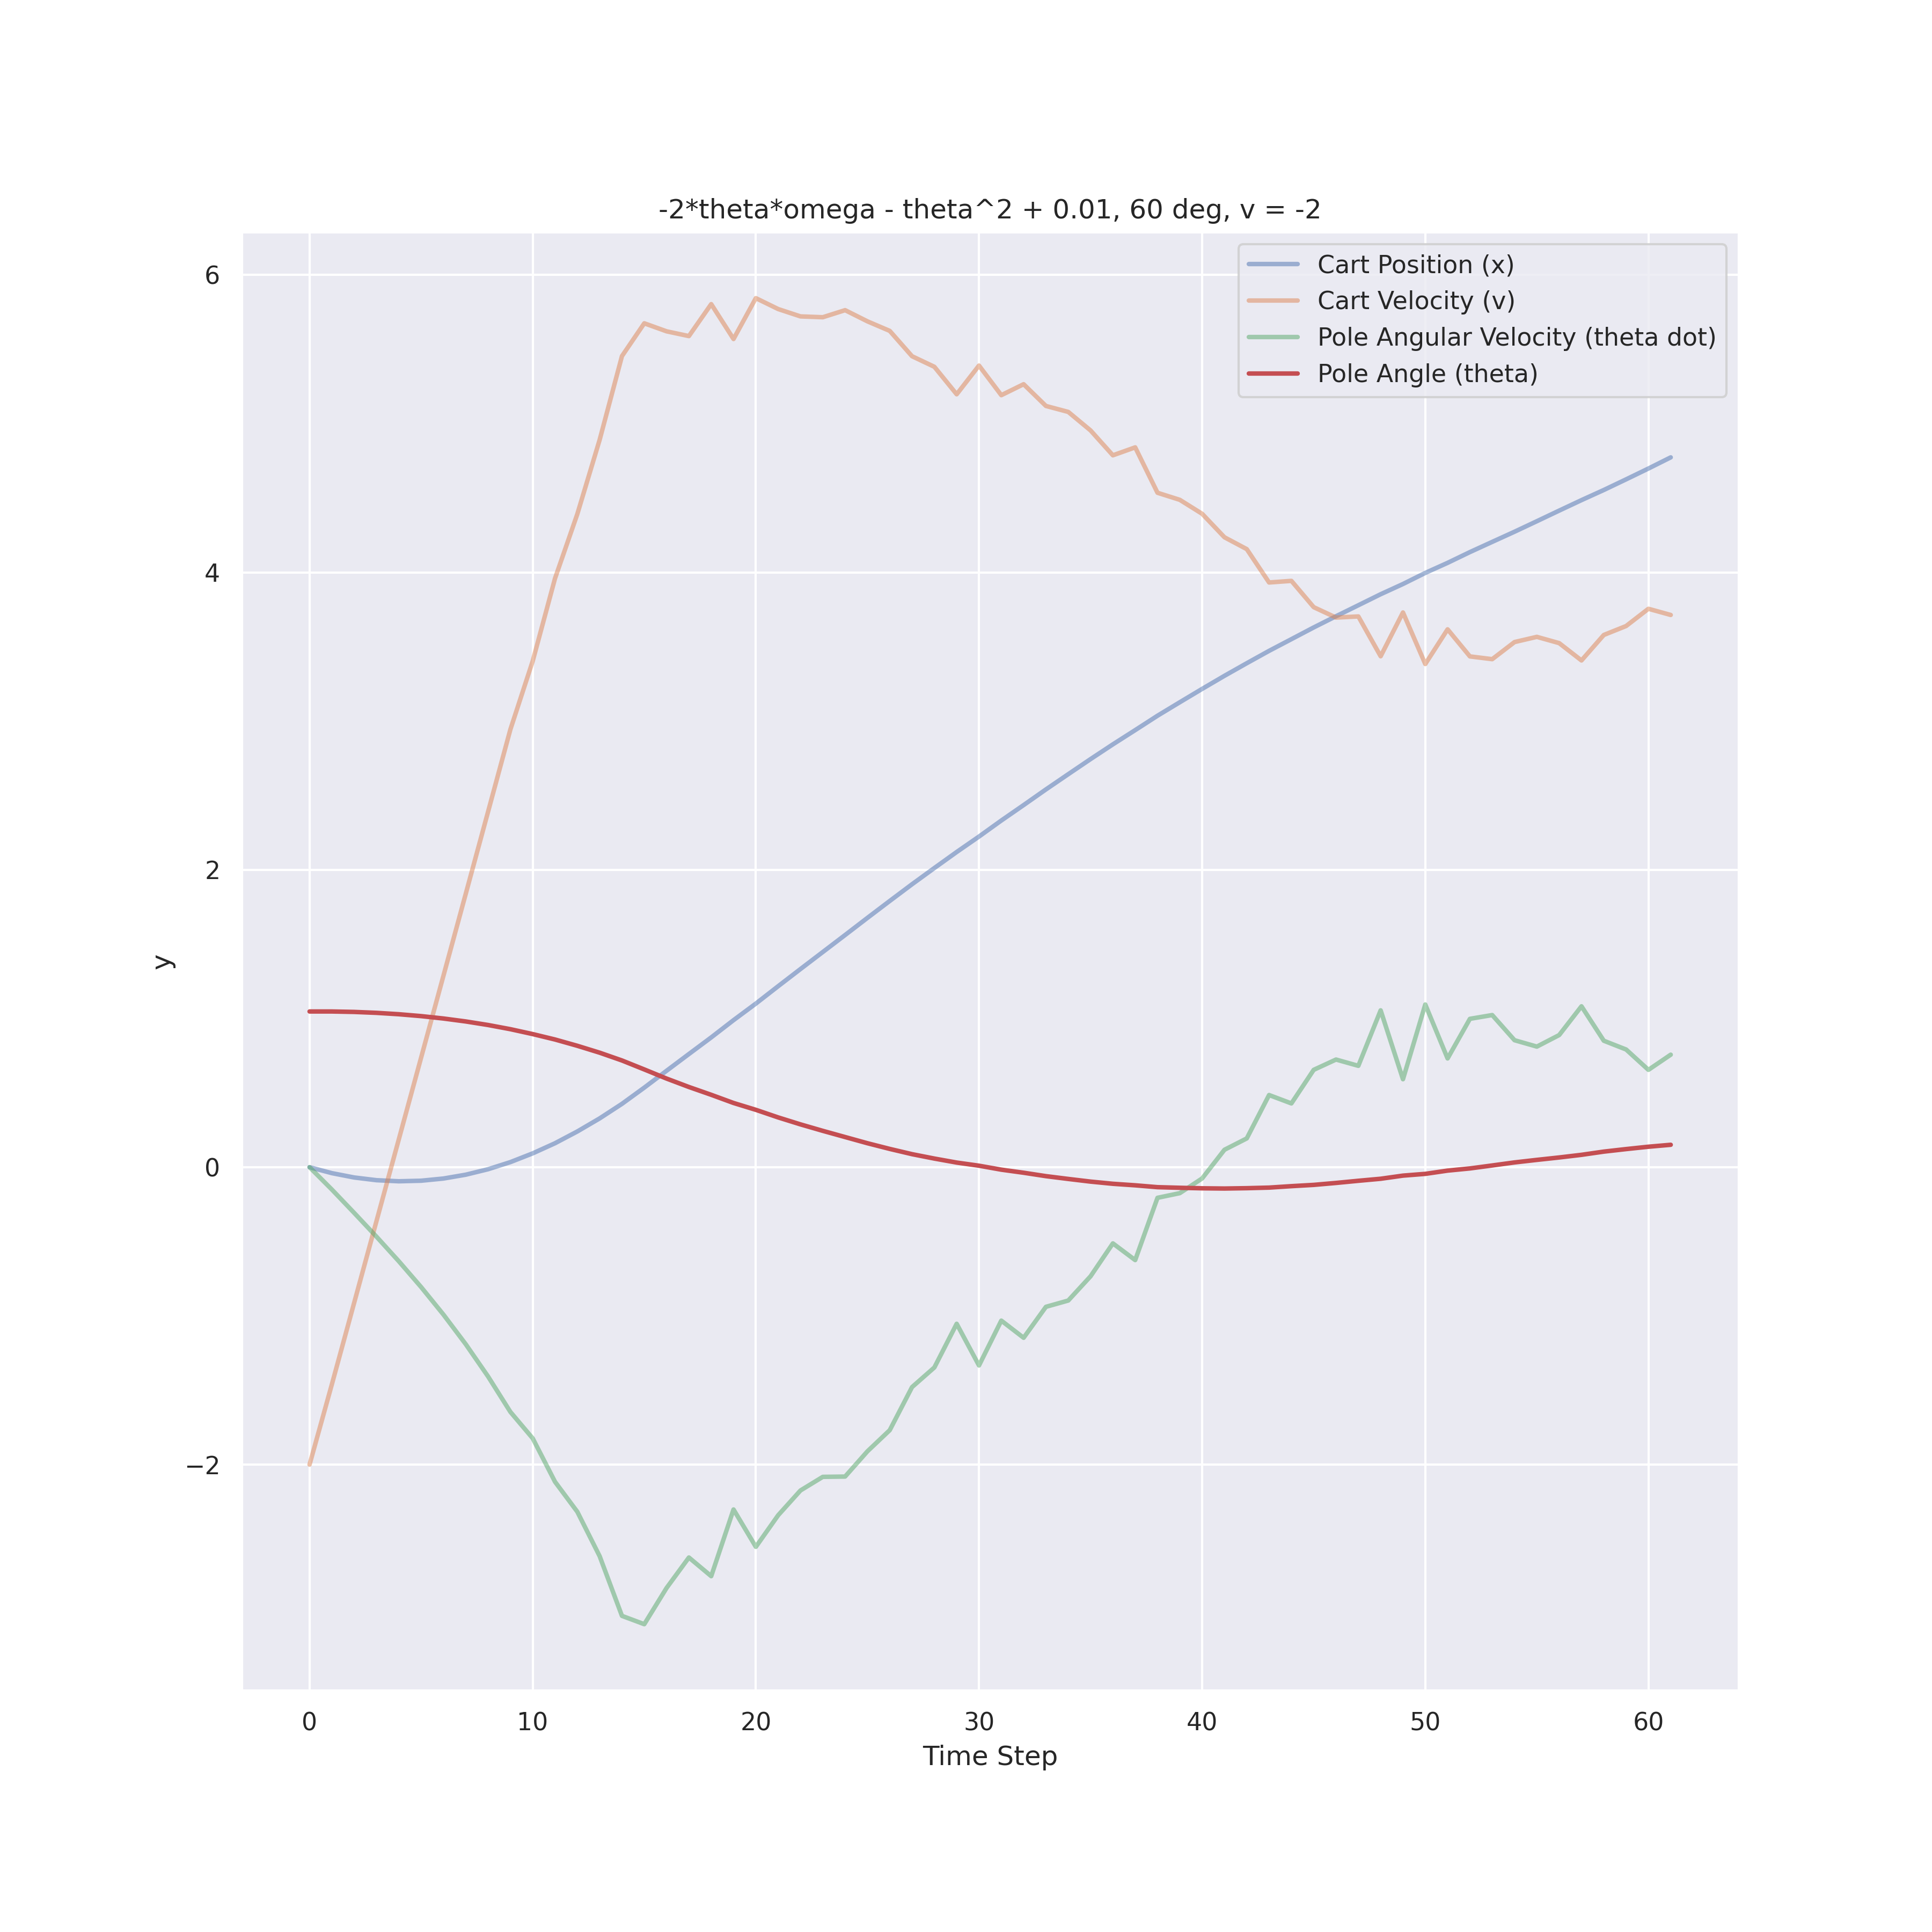 -2*theta*omega - theta^2 + 0.01, 60 deg, v = -2
Cart Position (x)
Cart Velocity (v)
Pole Angular Velocity (theta dot)
Pole Angle (theta)
6
4
2
0
−2
y
0 10 20 30 40 50 60
Time Step